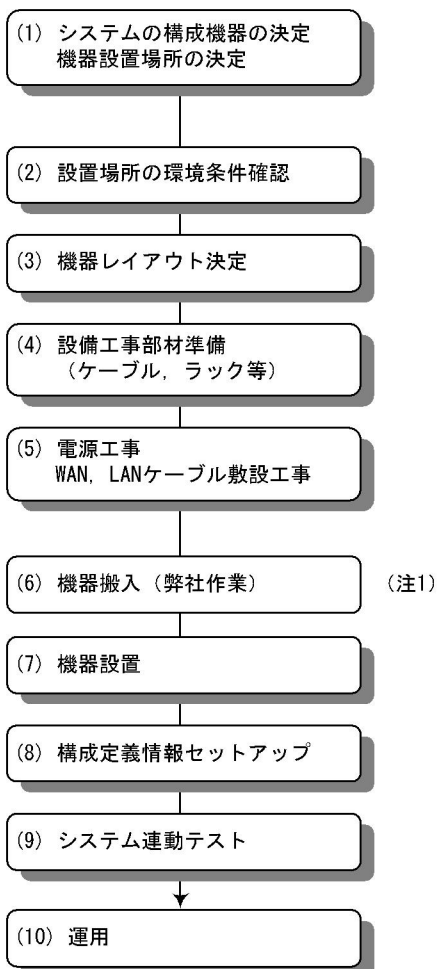 (1) システムの構成機器の決定
機器設置場所の決定
(2) 設置場所の環境条件確認
(3) 機器レイアウト決定
(4) 設備工事部材準備
（ケーブル，ラック等）
(5) 電源工事
WAN，LANケーブル敷設工事
(6) 機器搬入（弊社作業） （注1）
(7) 機器設置
(8) 構成定義情報セットアップ
(9) システム連動テスト
(10) 運用